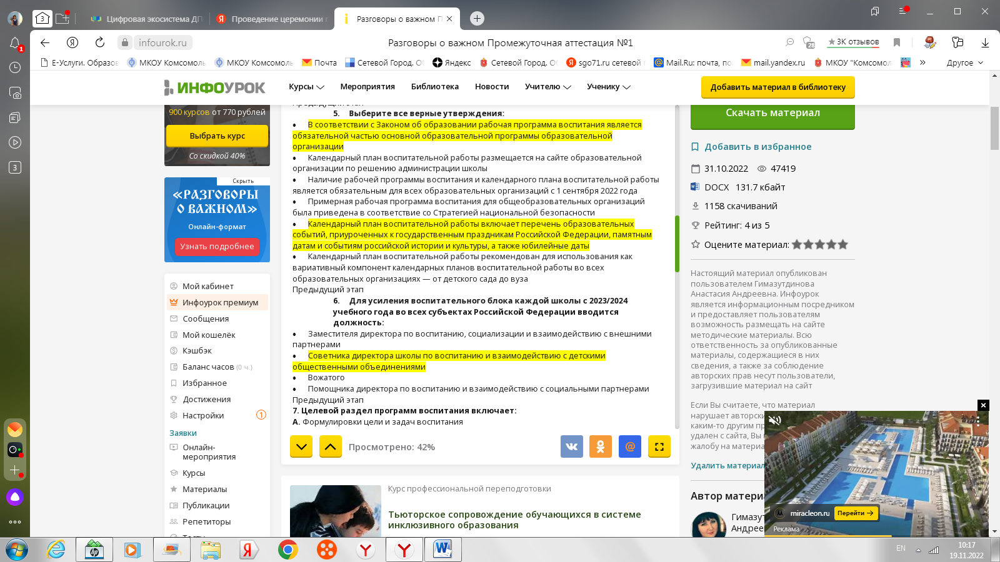 3
Цифровая экосистема ДП
Проведение церемонии п
Разговоры о важном П
1
infourok.ru
Разговоры о важном Промежуточная аттестация №1
28
3К отзывов
Е-Услуги. Образов
МКОУ Комсомоль
МКОУ Комсомоль
Почта
Сетевой Город. Об
Яндекс
Сетевой Город. Об
sgo71.ru сетевой г
Mail.Ru: почта, по
mail.yandex.ru
МКОУ "Комсомол
»
Другое
ИНФОУРОК
Курсы
Мероприятия
Библиотека
Новости
Учителю
Ученику
Добавить материал в библиотеку
3
900 курсов от 770 рублей
Выбрать курс
Со скидкой 40%
Скрыть
«РАЗГОВОРЫ
О ВАЖНОМ»
Онлайн-формат
Узнать подробнее
Мой кабинет
Инфоурок премиум
Сообщения
Мой кошелёк
Кэшбэк
Баланс часов (0 ч.)
Избранное
Достижения
Настройки 1
Заявки
Онлайн-
мероприятия
Курсы
Материалы
Публикации
Репетиторы
Тесты
Предыдущий этап
5. Выберите все верные утверждения:
• В соответствии с Законом об образовании рабочая программа воспитания является
обязательной частью основной образовательной программы образовательной
организации
• Календарный план воспитательной работы размещается на сайте образовательной
организации по решению администрации школы
• Наличие рабочей программы воспитания и календарного плана воспитательной работы
является обязательным для всех образовательных организаций с 1 сентября 2022 года
• Примерная рабочая программа воспитания для общеобразовательных организаций
была приведена в соответствие со Стратегией национальной безопасности
• Календарный план воспитательной работы включает перечень образовательных
событий, приуроченных к государственным праздникам Российской Федерации, памятным
датам и событиям российской истории и культуры, а также юбилейные даты
• Календарный план воспитательной работы рекомендован для использования как
вариативный компонент календарных планов воспитательной работы во всех
образовательных организациях — от детского сада до вуза
Предыдущий этап
6. Для усиления воспитательного блока каждой школы с 2023/2024
учебного года во всех субъектах Российской Федерации вводится
должность:
• Заместителя директора по воспитанию, социализации и взаимодействию с внешними
партнерами
• Советника директора школы по воспитанию и взаимодействию с детскими
общественными объединениями
• Вожатого
• Помощника директора по воспитанию и взаимодействию с социальными партнерами
Предыдущий этап
7. Целевой раздел программ воспитания включает:
А. Формулировки цели и задач воспитания
Просмотрено: 42%
Курс профессиональной переподготовки
Тьюторское сопровождение обучающихся в системе
инклюзивного образования
Скачать материал
Добавить в избранное
31.10.2022 47419
DOCX 131.7 кбайт
1158 скачиваний
Рейтинг: 4 из 5
Оцените материал:
Настоящий материал опубликован
пользователем Гимазутдинова
Анастасия Андреевна. Инфоурок
является информационным посредником
и предоставляет пользователям
возможность размещать на сайте
методические материалы. Всю
ответственность за опубликованные
материалы, содержащиеся в них
сведения, а также за соблюдение
авторских прав несут пользователи,
загрузившие материал на сайт
Если Вы считаете, что материал
нарушает авторски
каким-то другим пр
удален с сайта, Вы
жалобу на материа
Удалить материал
Автор материа
Гимазут
Андрее
miracleon.ru
Перейти →
Реклама
EN
10:17
19.11.2022